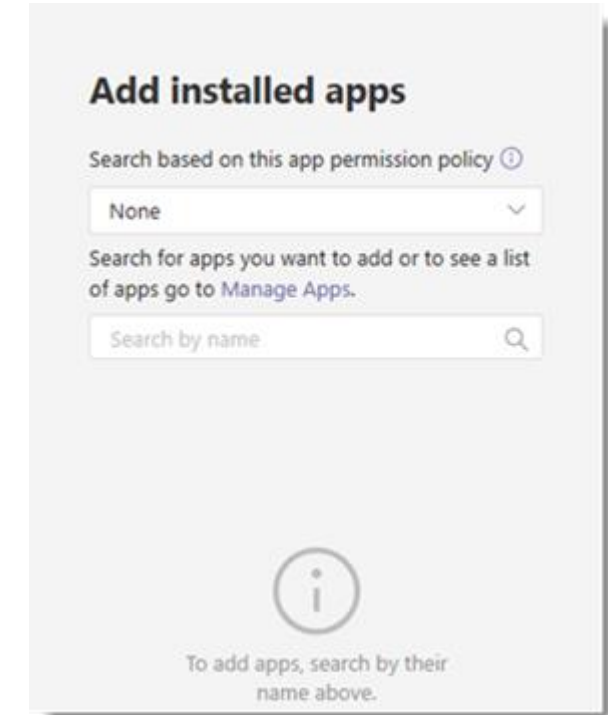 Add installed apps
Search based on this app permission policy
None
Search for apps you want to add or to see a list
of apps go to Manage Apps.
Search by name
To add apps, search by their
name above.